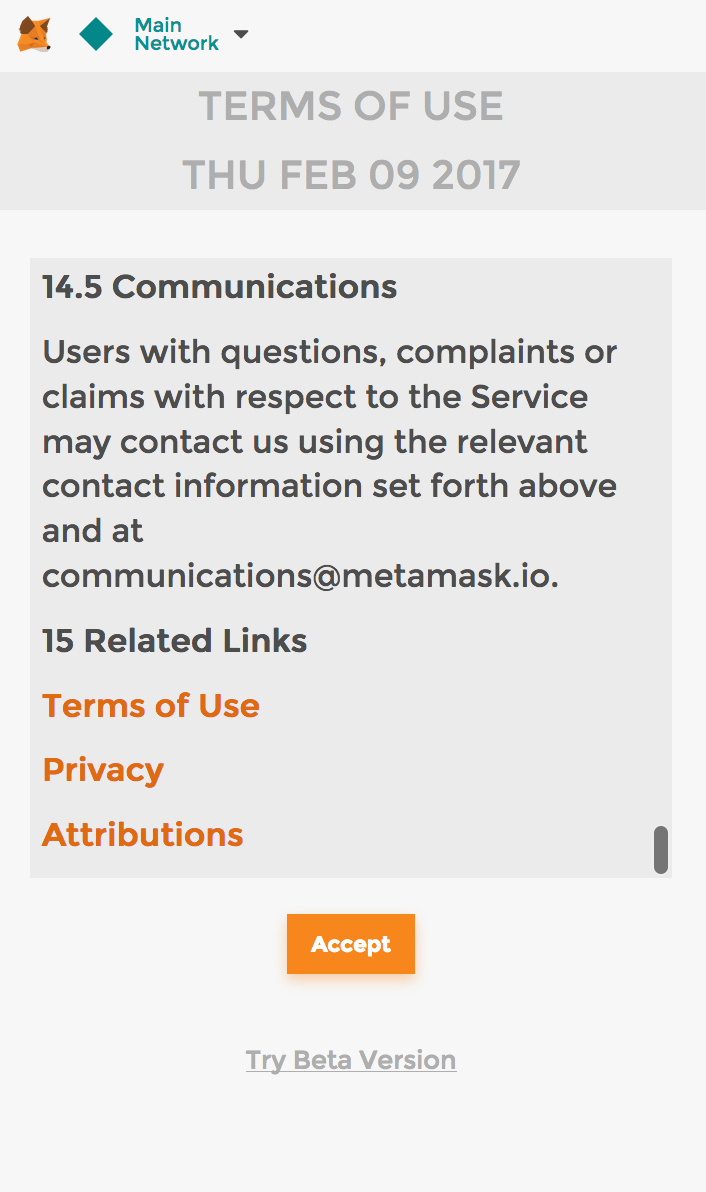 Main
Network
TERMS OF USE
THU FEB 09 2017
14.5 Communications
Users with questions, complaints or
claims with respect to the Service
may contact us using the relevant
contact information set forth above
and at
communications@metamask.io.
15 Related Links
Terms of Use
Privacy
Attributions
Accept
Try Beta Version